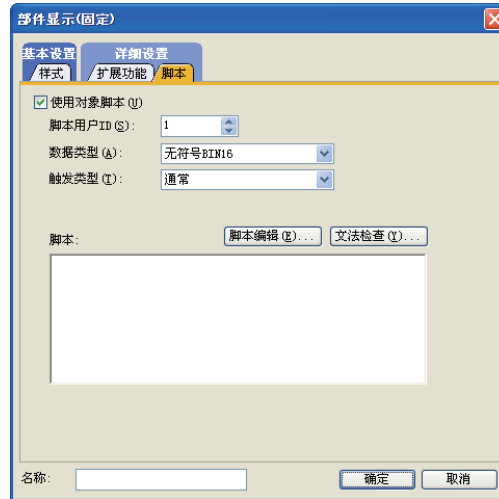 部件显示(固定)
基本设置 详细设置
样式 扩展功能 脚本
使用对象脚本(U)
脚本用户ID(S): 1
数据类型(A): 无符号BIN16
触发类型(T): 通常
脚本: 脚本编辑(E)... 文法检查(Y)...
名称: 确定 取消